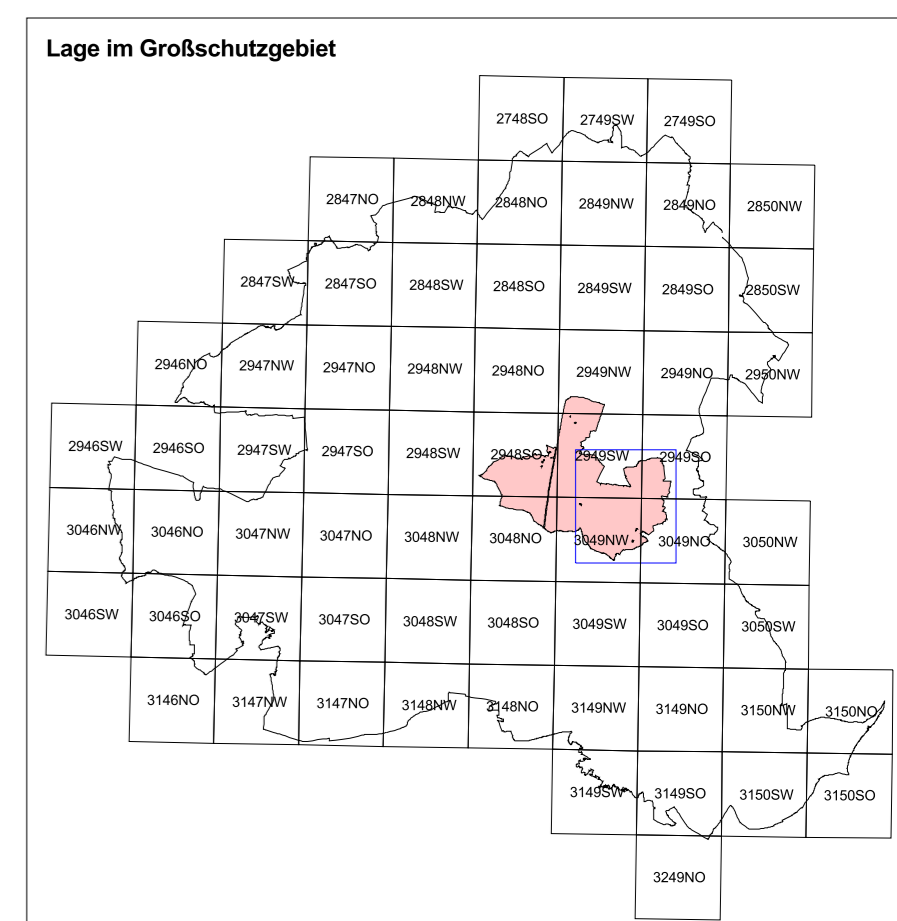 Lage im Großschutzgebiet
2748SO 2749SW 2749SO
2847NO 2848NW 2848NO 2849NW 2849NO 2850NW
2847SW 2847SO 2848SW 2848SO 2849SW 2849SO 2850SW
2946NO 2947NW 2947NO 2948NW 2948NO 2949NW 2949NO 2950NW
2946SW 2946SO 2947SW 2947SO 2948SW 2948SO 2949SW 2949SO
3046NW 3046NO 3047NW 3047NO 3048NW 3048NO 3049NW 3049NO 3050NW
3046SW 3046SO 3047SW 3047SO 3048SW 3048SO 3049SW 3049SO 3050SW
3146NO 3147NW 3147NO 3148NW 3148NO 3149NW 3149NO 3150NW 3150NO
3149SW 3149SO 3150SW 3150SO
3249NO